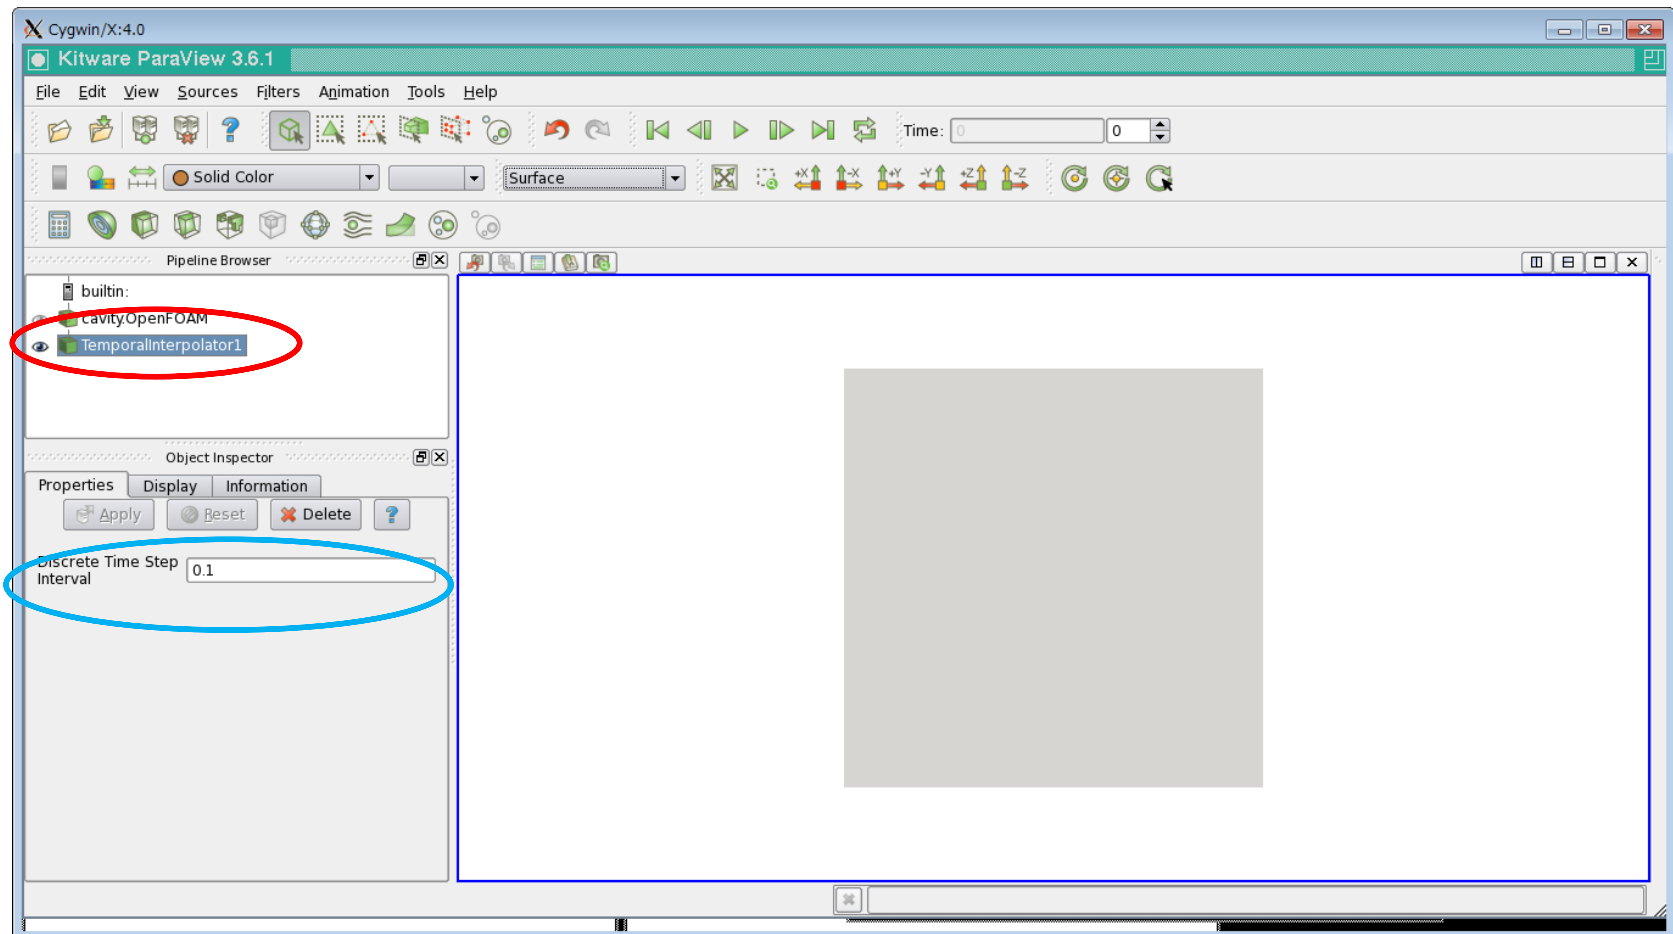 Cygwin/X:4.0
Kitware ParaView 3.6.1
File Edit View Sources Filters Animation Tools Help
? Time: 0 0
Solid Color Surface +X -X +Y -Y +Z -Z
Pipeline Browser
builtin:
cavity.OpenFOAM
TemporalInterpolator1
Object Inspector
Properties Display Information
Apply Reset Delete ?
Discrete Time Step
Interval
0.1